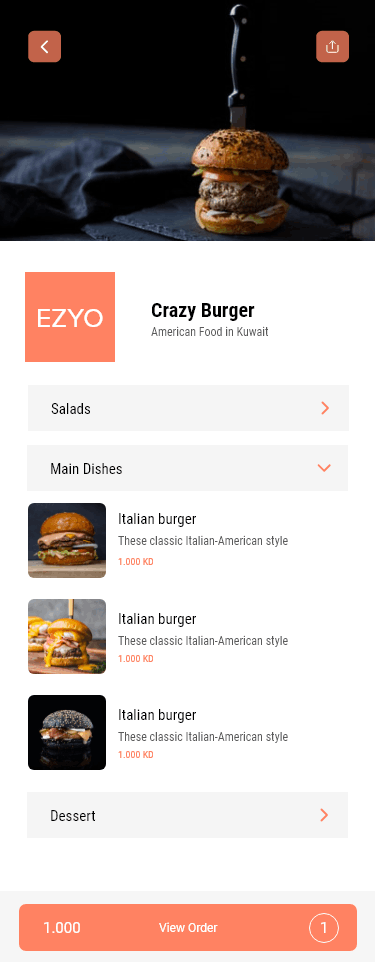 EZYO
Crazy Burger
American Food in Kuwait
Salads
Main Dishes
Italian burger
These classic Italian-American style
1.000 KD
Italian burger
These classic Italian-American style
1.000 KD
Italian burger
These classic Italian-American style
1.000 KD
Dessert
1.000
View Order
1